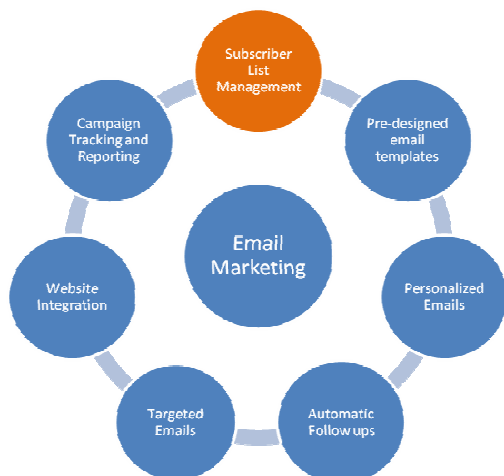 Subscriber
List
Management
Pre-designed
email
templates
Personalized
Emails
Automatic
Follow ups
Targeted
Emails
Website
Integration
Campaign
Tracking and
Reporting
Email
Marketing